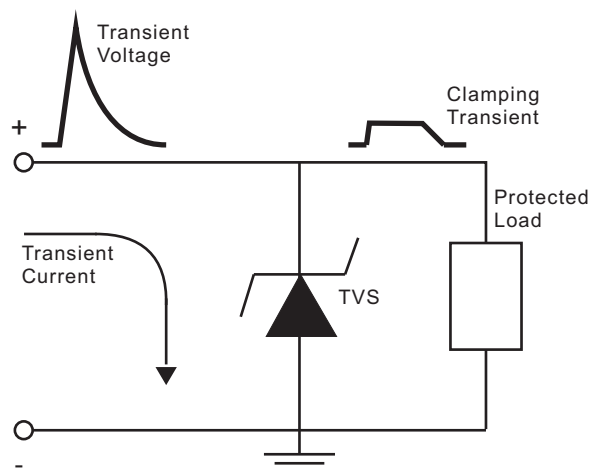 Transient
Voltage
Clamping
Transient
+
Protected
Load
Transient
Current
TVS
-